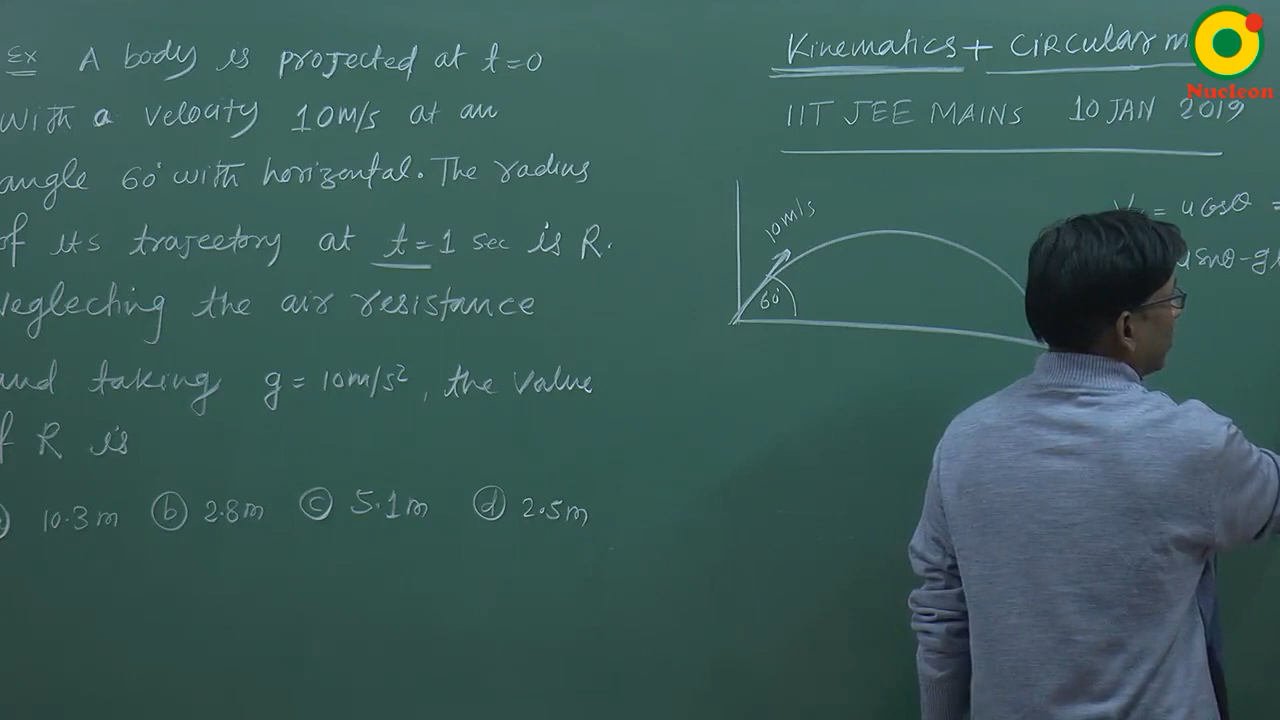 Ex A body is projected at t=0
with a velocity 10m/s at an
angle 60° with horizontal. The radius
of its trajectory at t=1 sec is R.
Neglecting the air resistance
and taking g=10m/s², the value
of R is
10.3m (b) 2.8m (c) 5.1m (d) 2.5m
Kinematics + Circular m
Nucleon
IIT JEE MAINS 10 JAN 2019
10m/s
60°
= u cosθ =
u sinθ - g